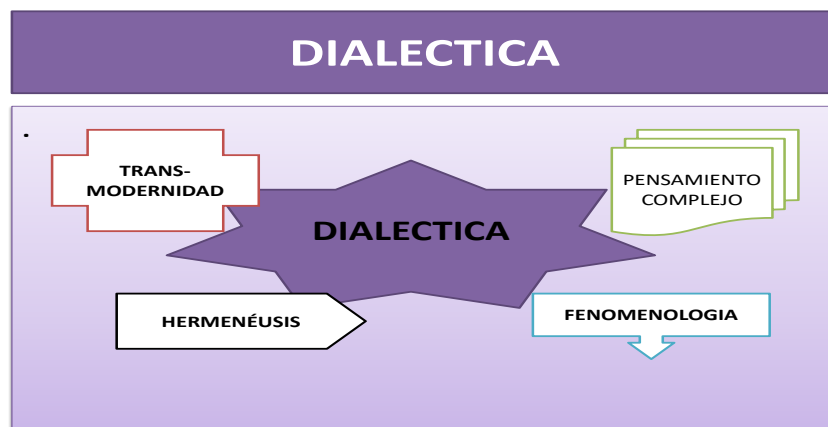 DIALECTICA
.
TRANS-
MODERNIDAD
PENSAMIENTO
COMPLEJO
DIALECTICA
HERMENÉUSIS
FENOMENOLOGIA